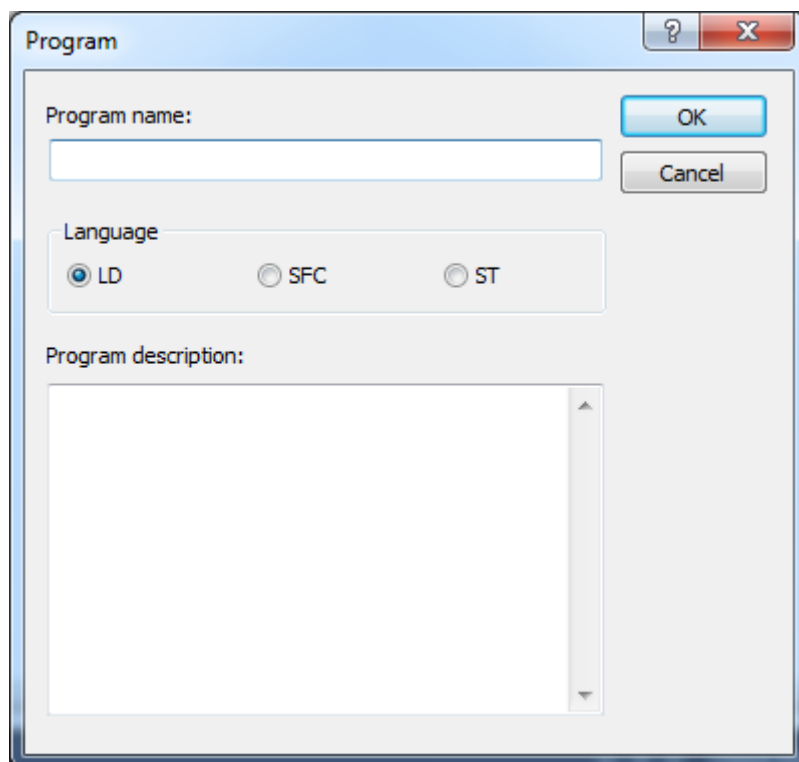 Program
Program name:
OK
Cancel
Language
LD SFC ST
Program description: